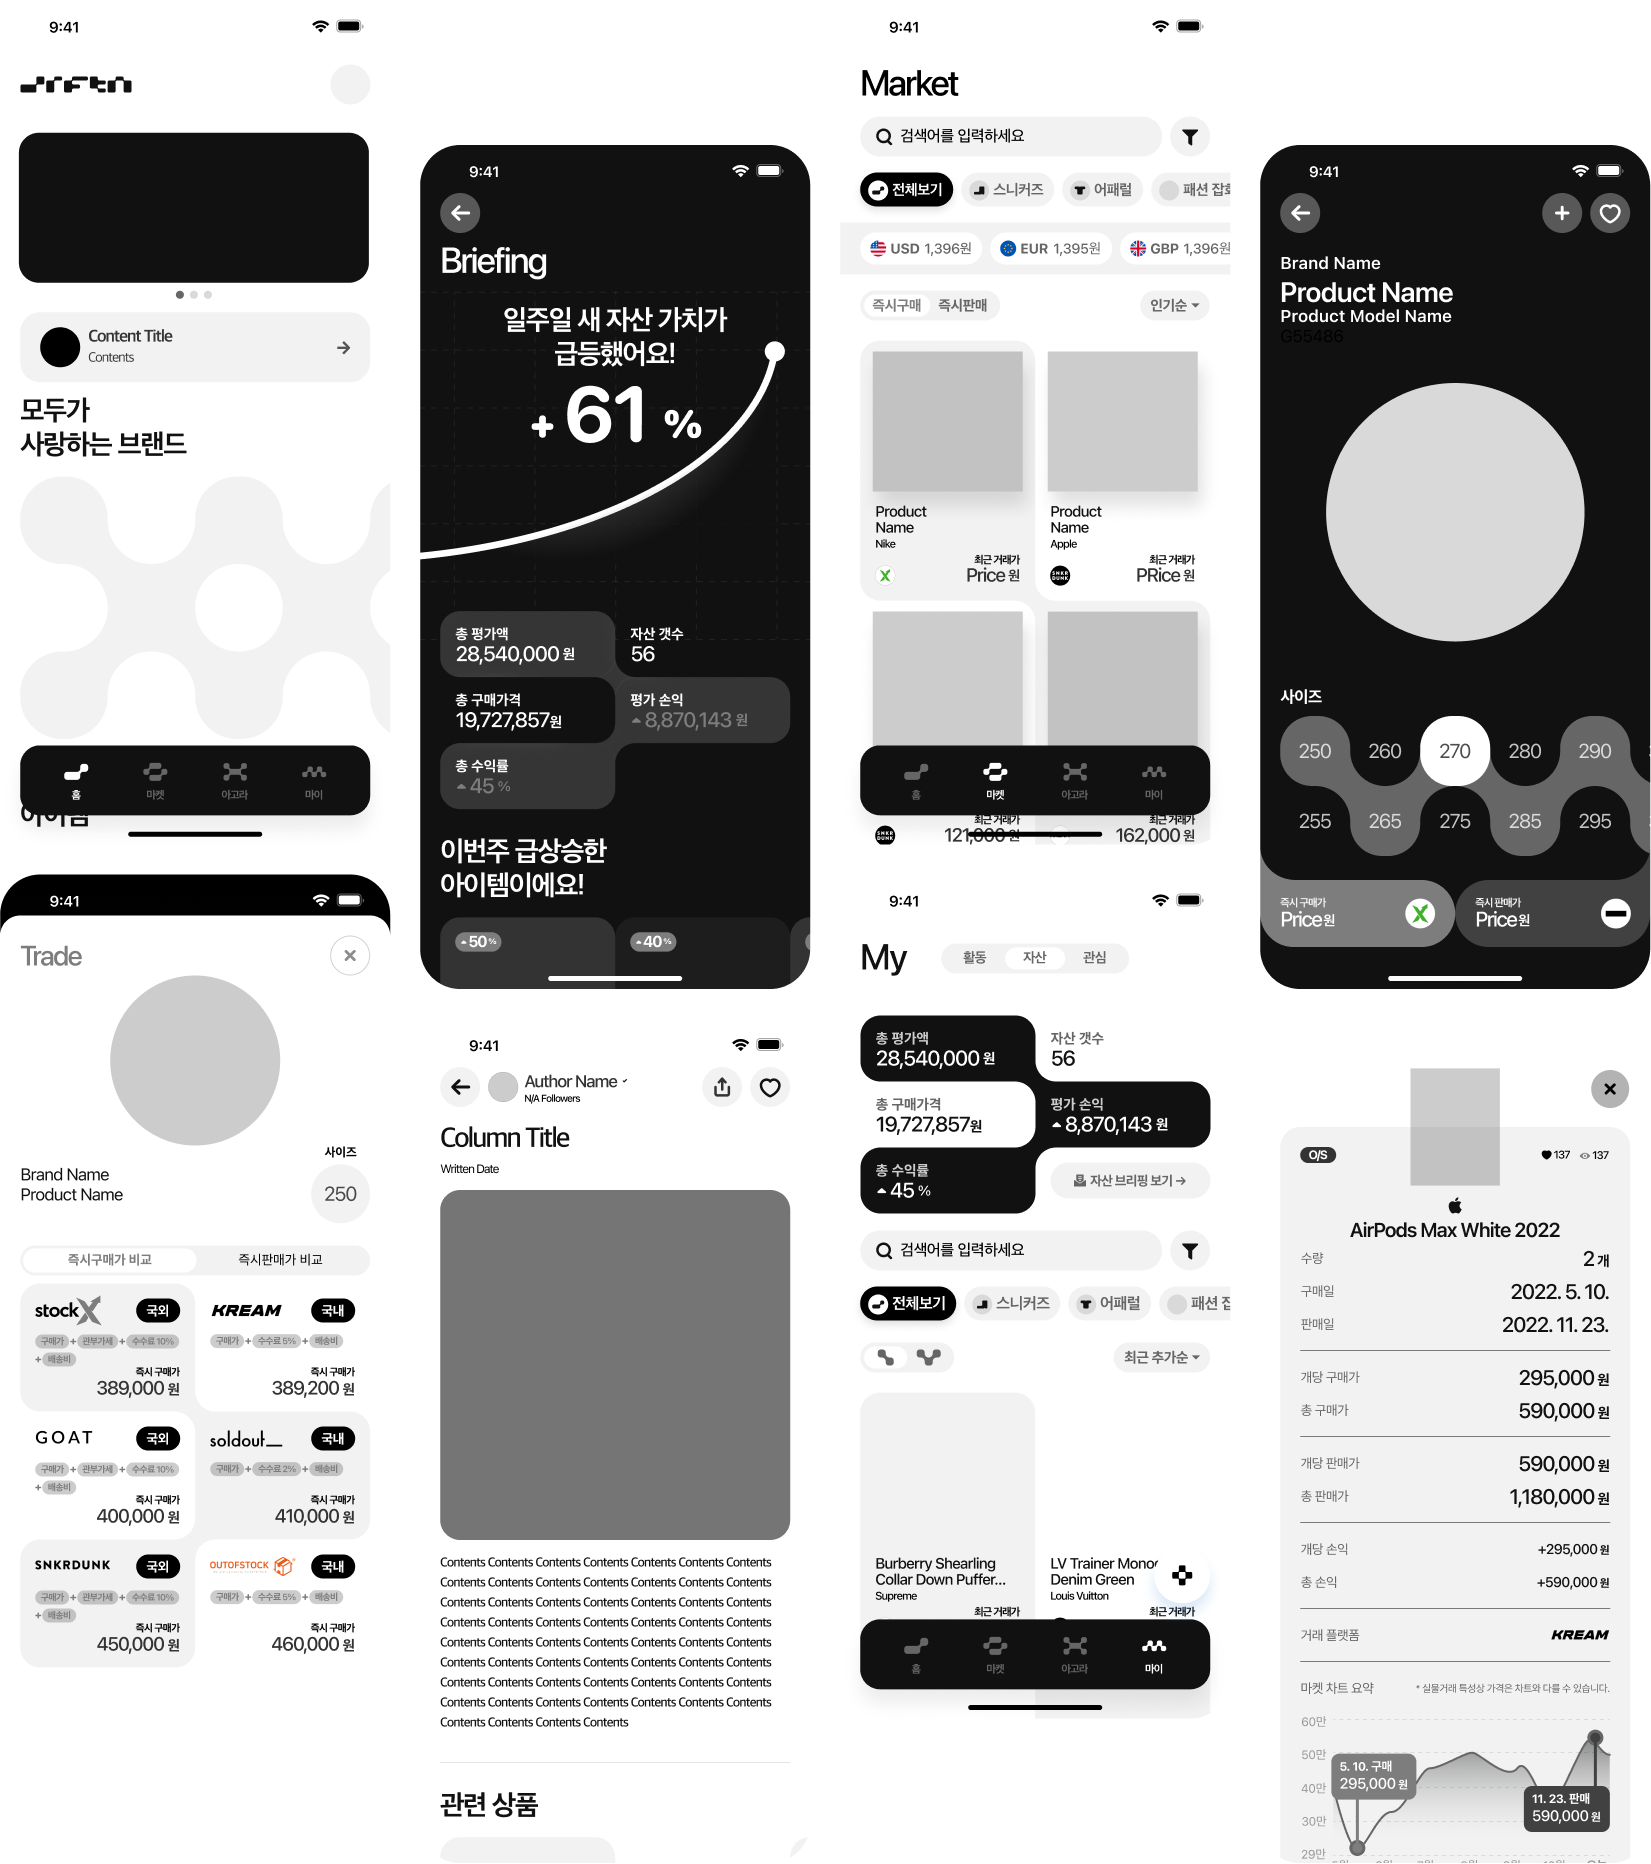 9:41
Content Title
Contents
모두가
사랑하는 브랜드
홈
마켓
아고라
마이
아이템
9:41
Briefing
일주일 새 자산 가치가
급등했어요!
+ 61 %
총 평가액
28,540,000 원
자산 갯수
56
총 구매가격
19,727,857원
평가 손익
8,870,143 원
총 수익률
45 %
이번주 급상승한
아이템이에요!
50%
40%
9:41
Market
검색어를 입력하세요
전체보기
스니커즈
어패럴
패션 잡화
USD 1,396원
EUR 1,395원
GBP 1,396원
즉시구매
즉시판매
인기순
Product
Name
Nike
최근 거래가
Price 원
Product
Name
Apple
SNKR
DUNK
최근 거래가
PRice 원
홈
마켓
아고라
마이
SNKR
DUNK
최근 거래가
121,000 원
최근 거래가
162,000 원
9:41
Brand Name
Product Name
Product Model Name
G55486
사이즈
250
260
270
280
290
255
265
275
285
295
즉시 구매가
Price원
즉시 판매가
Price원
9:41
Trade
사이즈
Brand Name
Product Name
250
즉시구매가 비교
즉시판매가 비교
stockX
국외
구매가 + 관부가세 + 수수료 10%
+ 배송비
즉시 구매가
389,000 원
KREAM
국내
구매가 + 수수료 5% + 배송비
즉시 구매가
389,200 원
GOAT
국외
구매가 + 관부가세 + 수수료 10%
+ 배송비
즉시 구매가
400,000 원
soldout_
국내
구매가 + 수수료 2% + 배송비
즉시 구매가
410,000 원
SNKRDUNK
국외
구매가 + 관부가세 + 수수료 10%
+ 배송비
즉시 구매가
450,000 원
OUTOFSTOCK
국내
구매가 + 수수료 5% + 배송비
즉시 구매가
460,000 원
9:41
Author Name
N/A Followers
Column Title
Written Date
Contents Contents Contents Contents Contents Contents Contents
Contents Contents Contents Contents Contents Contents Contents
Contents Contents Contents Contents Contents Contents Contents
Contents Contents Contents Contents Contents Contents Contents
Contents Contents Contents Contents Contents Contents Contents
Contents Contents Contents Contents Contents Contents Contents
Contents Contents Contents Contents Contents Contents Contents
Contents Contents Contents Contents Contents Contents Contents
Contents Contents Contents Contents
관련 상품
9:41
My
활동
자산
관심
총 평가액
28,540,000 원
자산 갯수
56
총 구매가격
19,727,857원
평가 손익
8,870,143 원
총 수익률
45 %
자산 브리핑 보기
검색어를 입력하세요
전체보기
스니커즈
어패럴
패션 잡
최근 추가순
Burberry Shearling
Collar Down Puffer...
Supreme
최근 거래가
LV Trainer Monog
Denim Green
Louis Vuitton
최근 거래가
홈
마켓
아고라
마이
O/S
137
137
AirPods Max White 2022
수량
2 개
구매일
2022. 5. 10.
판매일
2022. 11. 23.
개당 구매가
295,000 원
총 구매가
590,000 원
개당 판매가
590,000 원
총 판매가
1,180,000 원
개당 손익
+295,000 원
총 손익
+590,000 원
거래 플랫폼
KREAM
마켓 차트 요약
* 실물거래 특성상 가격은 차트와 다를 수 있습니다.
60만
50만
40만
30만
29만
5. 10. 구매
295,000 원
11. 23. 판매
590,000 원